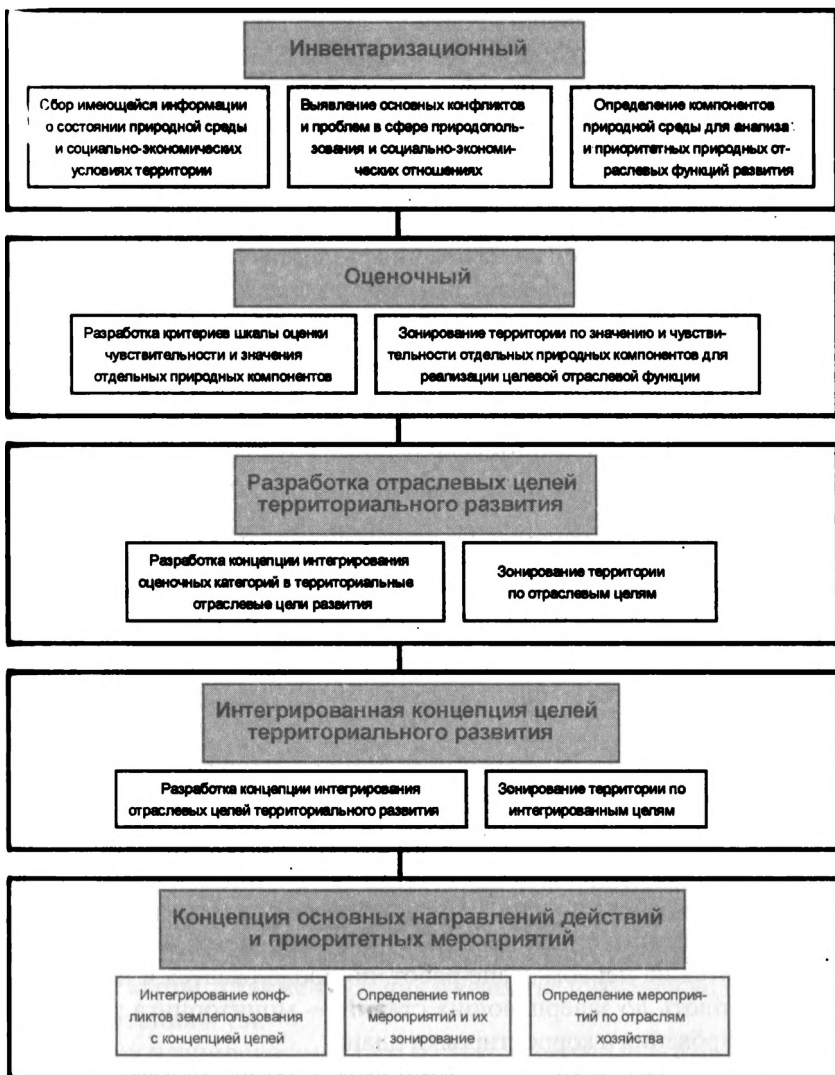 Инвентаризационный
Сбор имеющейся информации
о состоянии природной среды
и социально-экономических
условиях территории
Выявление основных конфликтов
и проблем в сфере природополь-
зования и социально-экономи-
ческих отношениях
Определение компонентов
природной среды для анализа
и приоритетных природных от-
раслевых функций развития
Оценочный
Разработка критериев шкалы оценки
чувствительности и значения
отдельных природных компонентов
Зонирование территории по значению и чувстви-
тельности отдельных природных компонентов для
реализации целевой отраслевой функции
Разработка отраслевых целей
территориального развития
Разработка концепции интегрирования
оценочных категорий в территориальные
отраслевые цели развития
Зонирование территории
по отраслевым целям
Интегрированная концепция целей
территориального развития
Разработка концепции интегрирования
отраслевых целей территориального развития
Зонирование территории по
интегрированным целям
Концепция основных направлений действий
и приоритетных мероприятий
Интегрирование конф-
ликтов землепользования
с концепцией целей
Определение типов
мероприятий и их
зонирование
Определение мероприя-
тий по отраслям
хозяйства